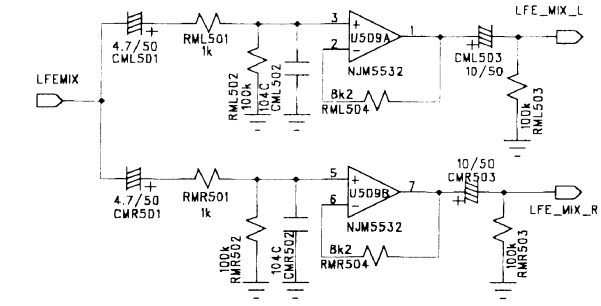 LFE_MIX_L
3
1
U509A
2
NJM5532
4.7/50
CML501
RML501
1k
RML502
100k
104C
CML502
CML503
10/50
8k2
RML504
100k
RML503
LFEMIX
10/50
CMR503
5
7
U509B
6
NJM5532
4.7/50
CMR501
RMR501
1k
LFE_MIX_R
100k
RMR502
104C
CMR502
8k2
RMR504
100k
RMR503